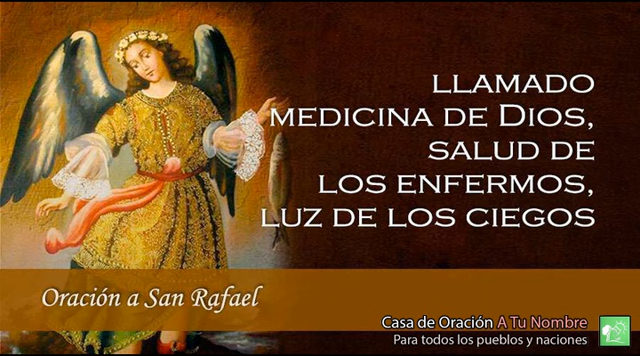 LLAMADO
MEDICINA DE DIOS,
SALUD DE
LOS ENFERMOS,
LUZ DE LOS CIEGOS
Oración a San Rafael
Casa de Oración A Tu Nombre
Para todos los pueblos y naciones